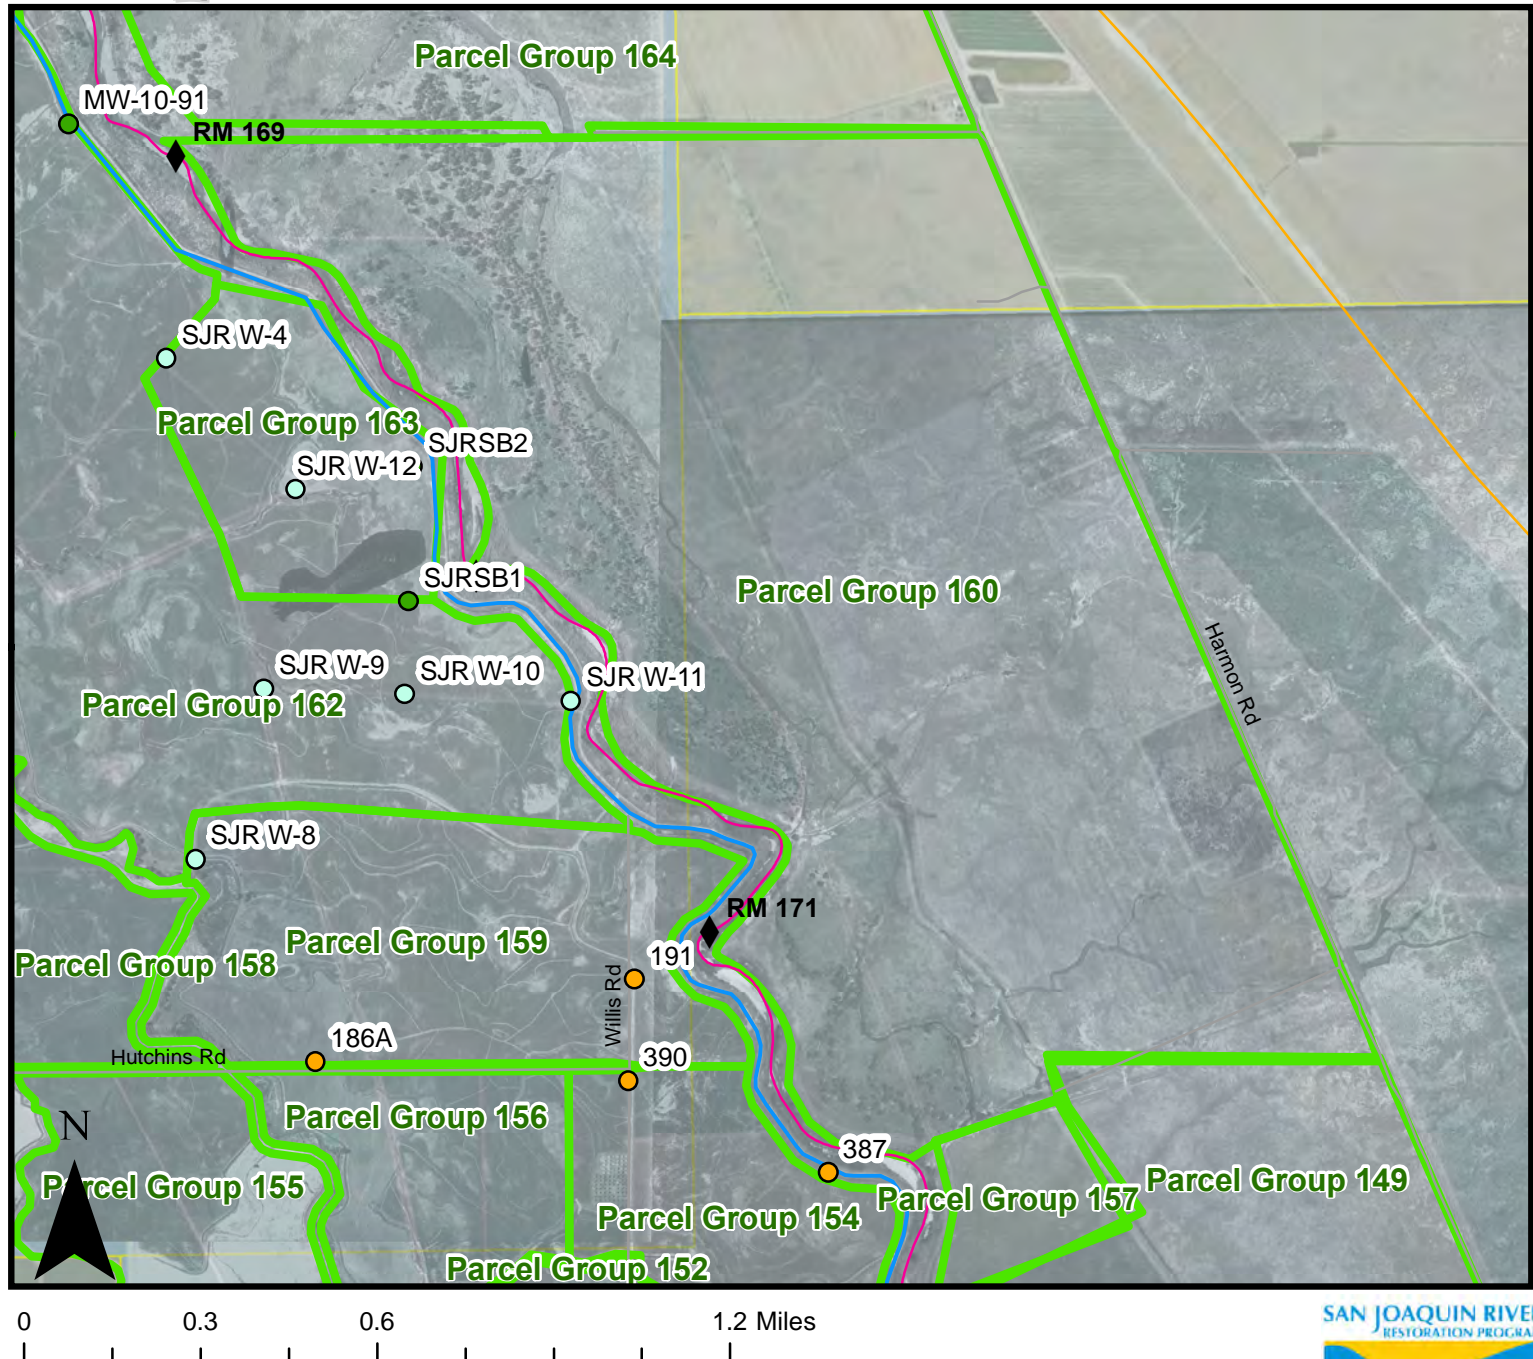 Parcel Group 164
MW-10-91
RM 169
SJR W-4
Parcel Group 163
SJRSB2
SJR W-12
SJRSB1
Parcel Group 160
Harmon Rd
SJR W-9
SJR W-10
SJR W-11
Parcel Group 162
SJR W-8
RM 171
Parcel Group 159
191
Parcel Group 158
Willis Rd
186A
Hutchins Rd
390
Parcel Group 156
N
387
Parcel Group 155
Parcel Group 149
Parcel Group 157
Parcel Group 154
Parcel Group 152
0 0.3 0.6 1.2 Miles
SAN JOAQUIN RIVE
RESTORATION PROGRA